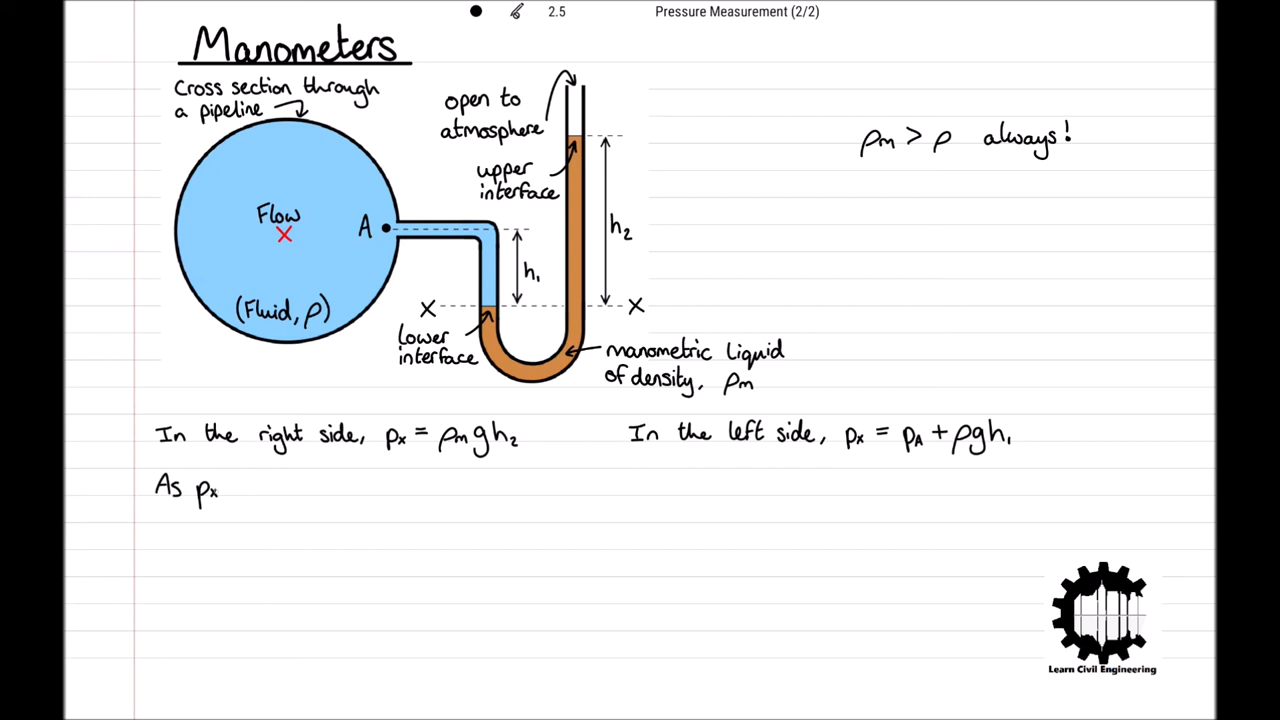 2.5 Pressure Measurement (2/2)
Manometers
Cross section through
a pipeline
open to
atmosphere
upper
interface
ρm > ρ always!
Flow
A
h₂
h₁
(Fluid, ρ)
X X
lower
interface
manometric liquid
of density, ρm
In the right side, pₓ = ρm gh₂ In the left side, pₓ = p_A + ρgh₁
As pₓ
Learn Civil Engineering